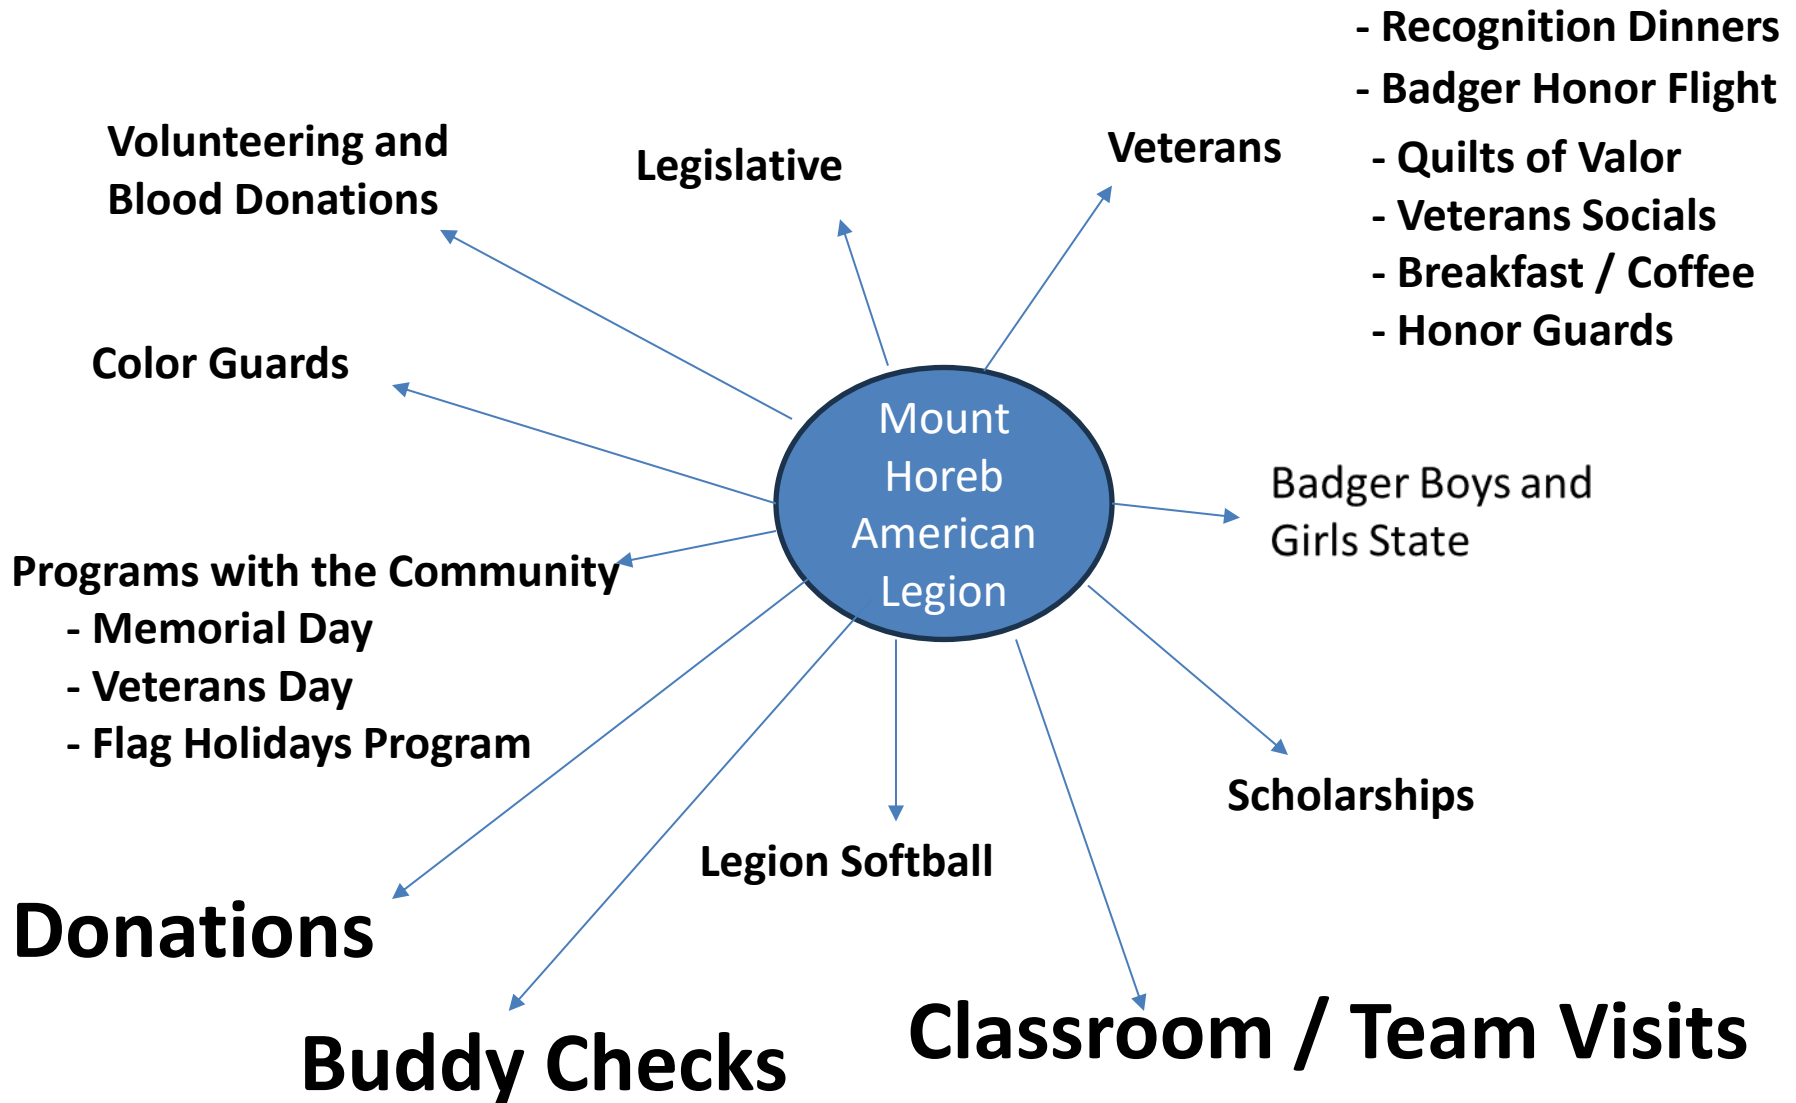 - Recognition Dinners
- Badger Honor Flight
- Quilts of Valor
- Veterans Socials
- Breakfast / Coffee
- Honor Guards
Veterans
Legislative
Volunteering and
Blood Donations
Color Guards
Mount
Horeb
American
Legion
Badger Boys and
Girls State
Programs with the Community
- Memorial Day
- Veterans Day
- Flag Holidays Program
Scholarships
Legion Softball
Donations
Buddy Checks
Classroom / Team Visits